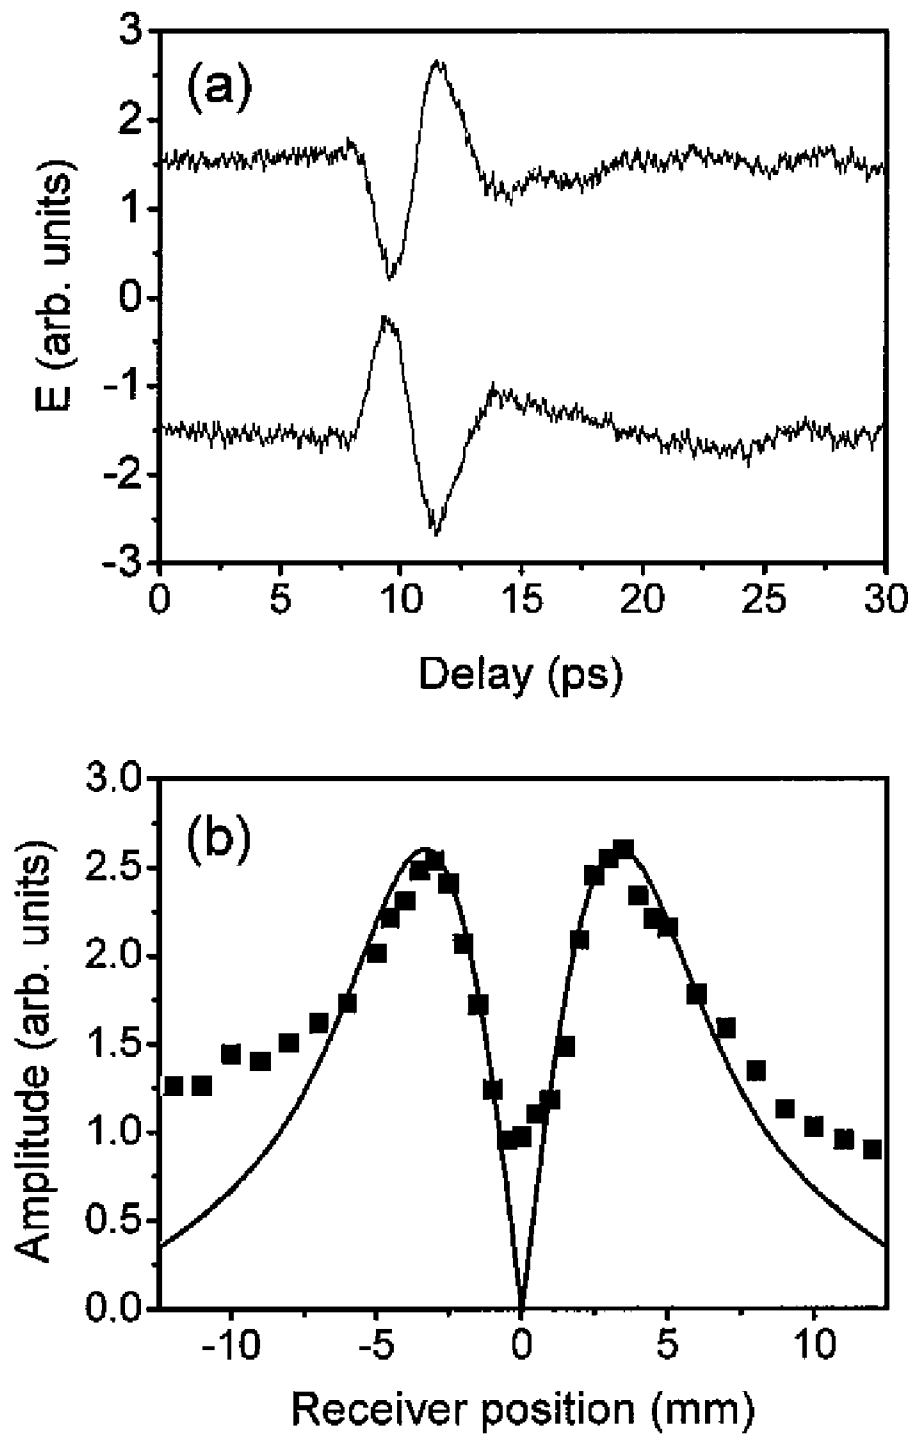 (a)
3
2
1
0
-1
-2
-3
E (arb. units)
0 5 10 15 20 25 30
Delay (ps)
(b)
3.0
2.5
2.0
1.5
1.0
0.5
0.0
Amplitude (arb. units)
-10 -5 0 5 10
Receiver position (mm)